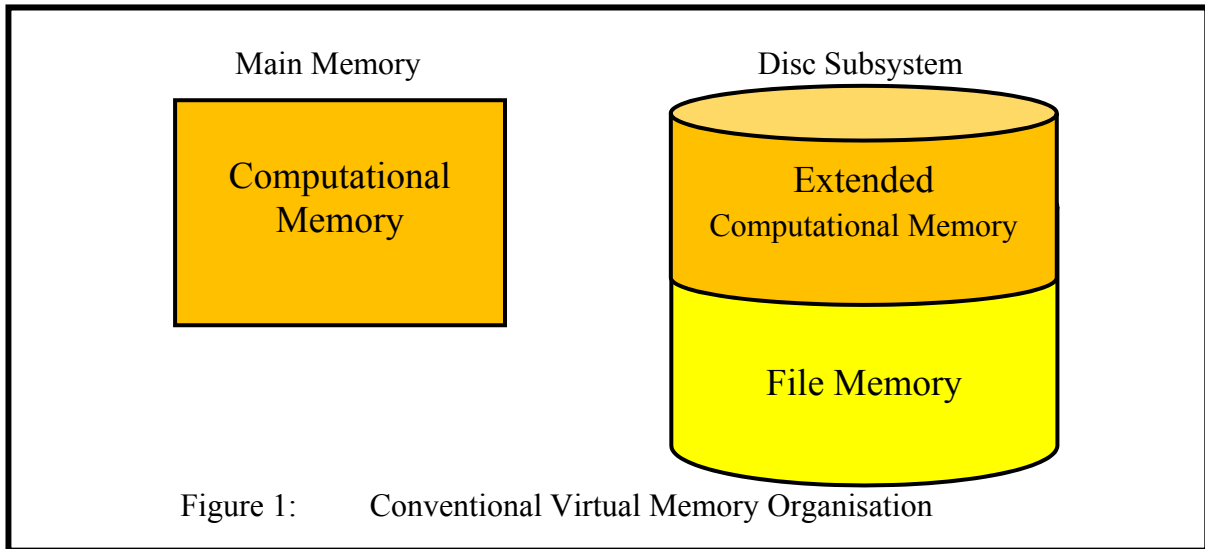 Main Memory
Disc Subsystem
Computational
Memory
Extended
Computational Memory
File Memory
Figure 1: Conventional Virtual Memory Organisation